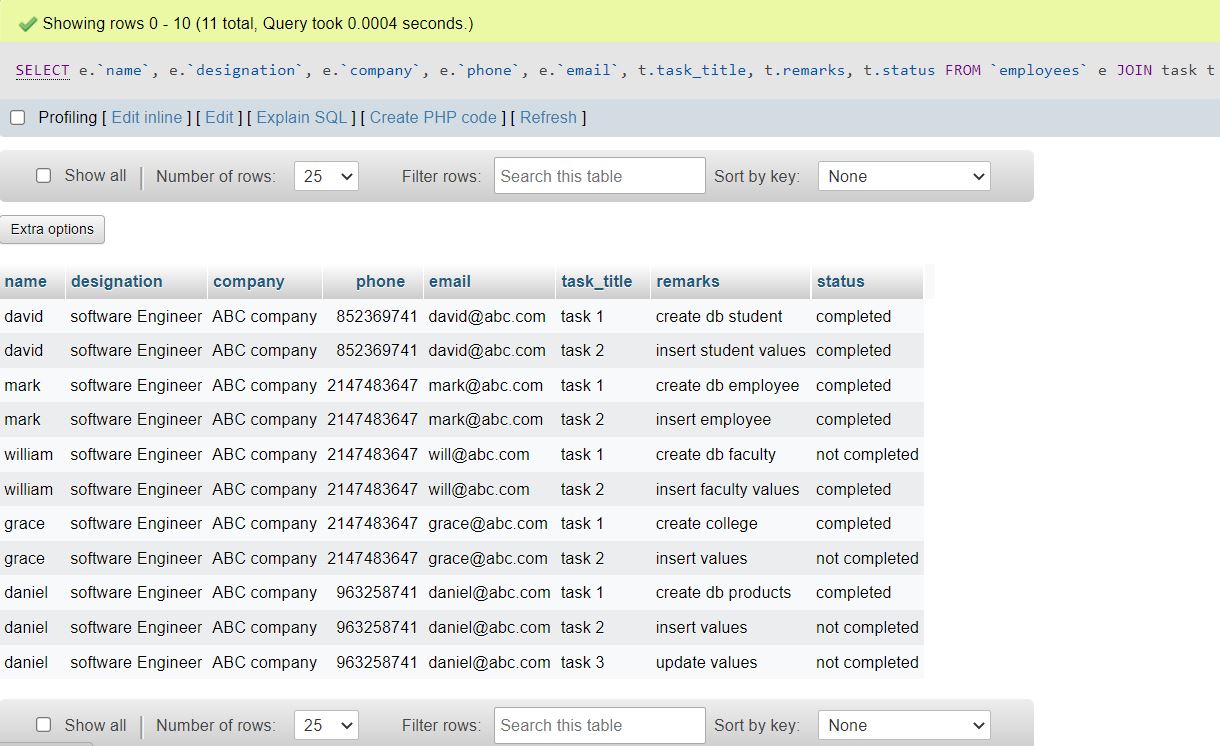 Showing rows 0 - 10 (11 total, Query took 0.0004 seconds.)
SELECT e.`name`, e.`designation`, e.`company`, e.`phone`, e.`email`, t.task_title, t.remarks, t.status FROM `employees` e JOIN task t
Profiling [ Edit inline ] [ Edit ] [ Explain SQL ] [ Create PHP code ] [ Refresh ]
Show all | Number of rows: 25 Filter rows: Search this table Sort by key: None
Extra options
name designation company phone email task_title remarks status
david software Engineer ABC company 852369741 david@abc.com task 1 create db student completed
david software Engineer ABC company 852369741 david@abc.com task 2 insert student values completed
mark software Engineer ABC company 2147483647 mark@abc.com task 1 create db employee completed
mark software Engineer ABC company 2147483647 mark@abc.com task 2 insert employee completed
william software Engineer ABC company 2147483647 will@abc.com task 1 create db faculty not completed
william software Engineer ABC company 2147483647 will@abc.com task 2 insert faculty values completed
grace software Engineer ABC company 2147483647 grace@abc.com task 1 create college completed
grace software Engineer ABC company 2147483647 grace@abc.com task 2 insert values not completed
daniel software Engineer ABC company 963258741 daniel@abc.com task 1 create db products completed
daniel software Engineer ABC company 963258741 daniel@abc.com task 2 insert values not completed
daniel software Engineer ABC company 963258741 daniel@abc.com task 3 update values not completed
Show all | Number of rows: 25 Filter rows: Search this table Sort by key: None